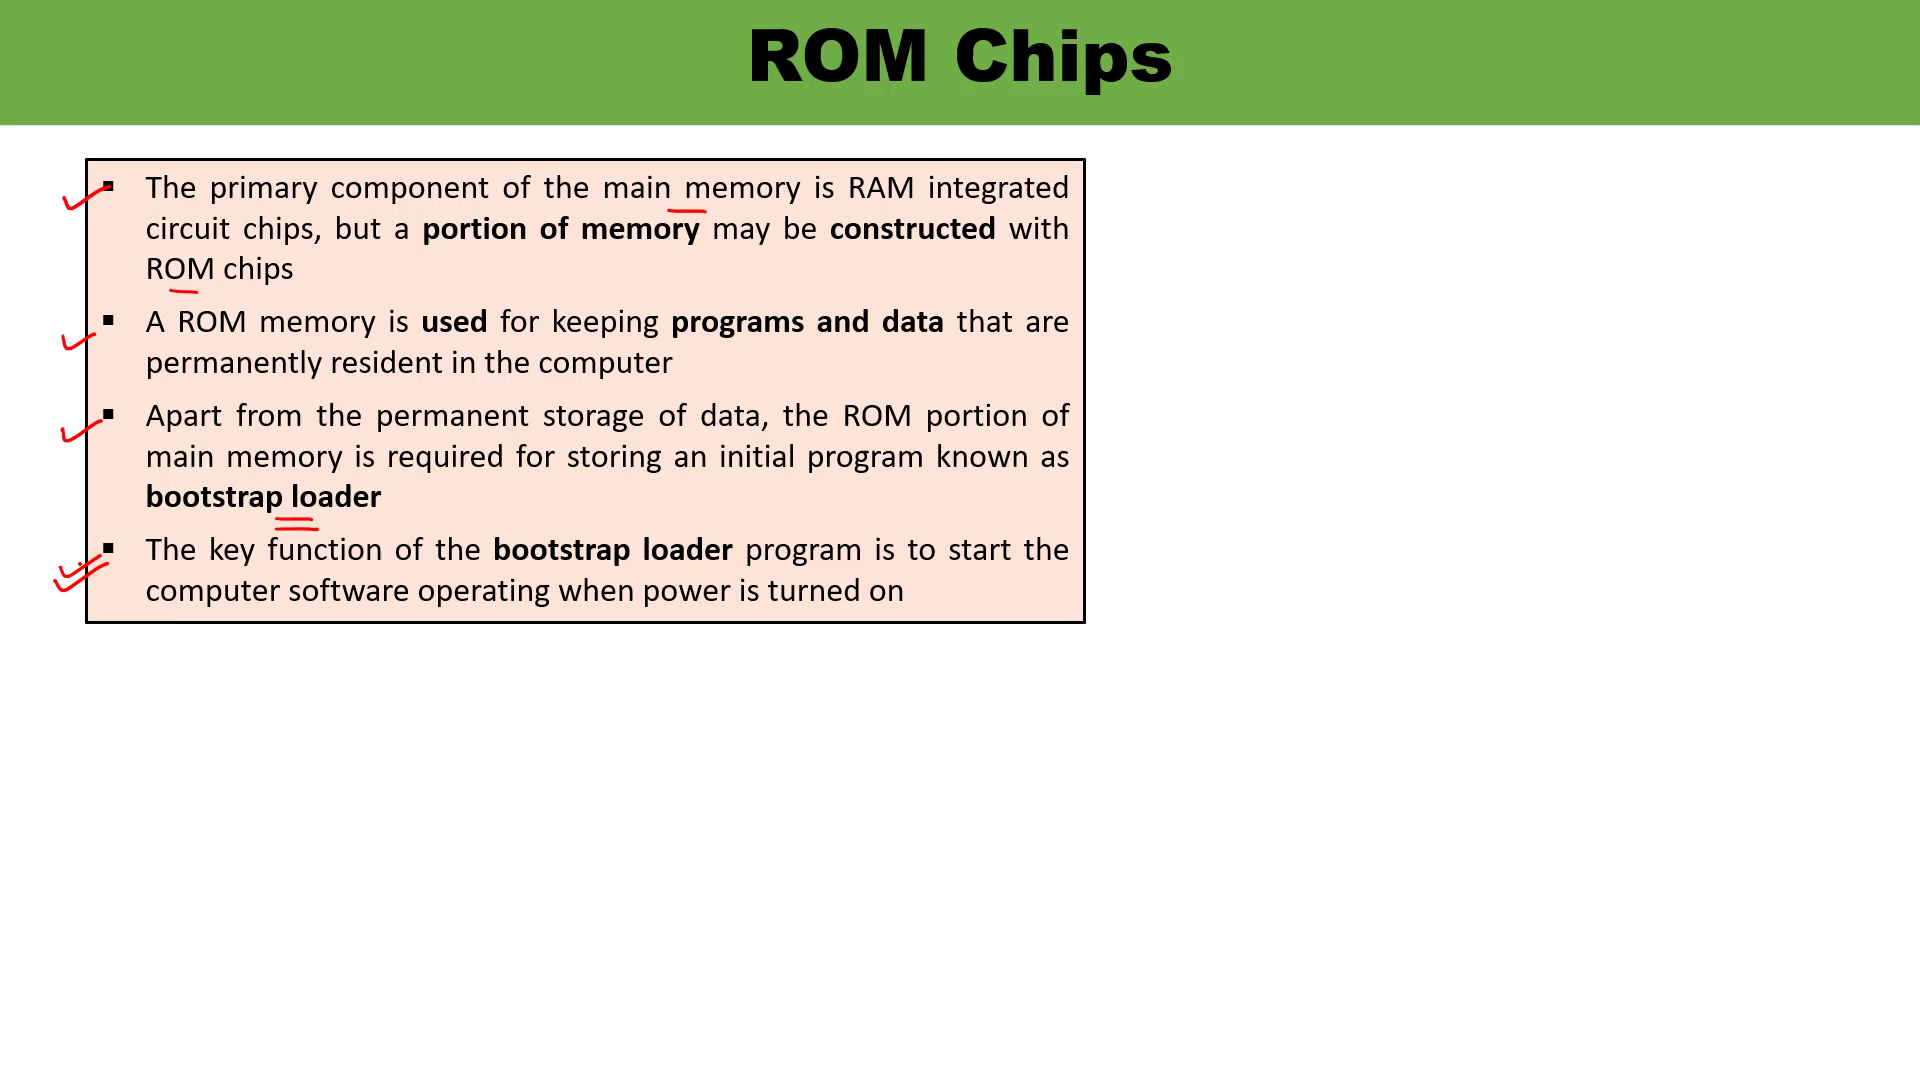 ROM Chips
▪ The primary component of the main memory is RAM integrated
circuit chips, but a portion of memory may be constructed with
ROM chips
▪ A ROM memory is used for keeping programs and data that are
permanently resident in the computer
▪ Apart from the permanent storage of data, the ROM portion of
main memory is required for storing an initial program known as
bootstrap loader
▪ The key function of the bootstrap loader program is to start the
computer software operating when power is turned on